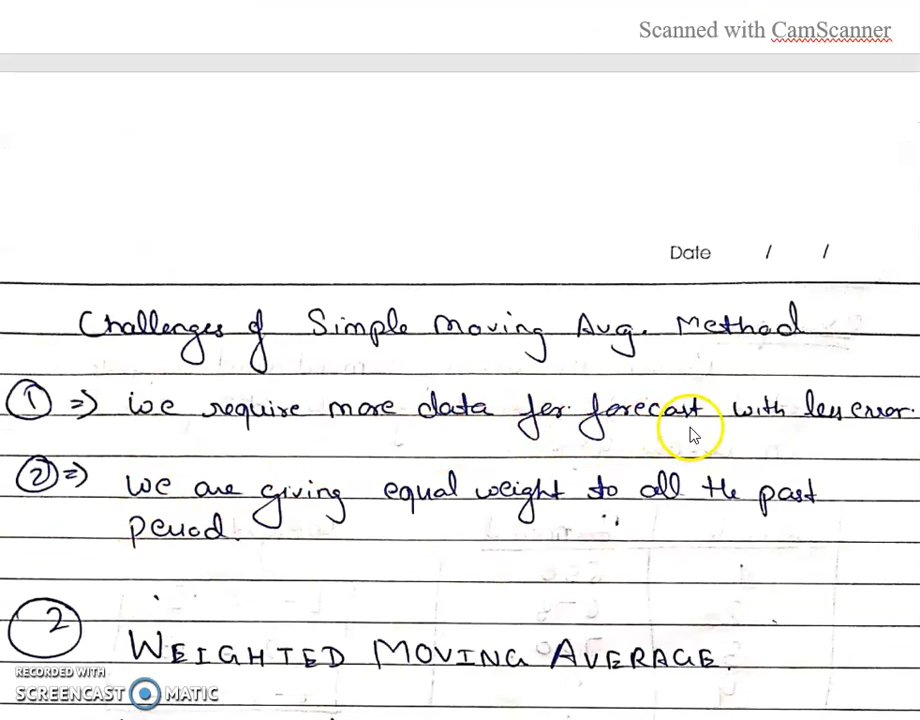 Scanned with CamScanner
Date / /
Challenges of Simple Moving Avg. Method
① ⇒ we require more data for forecast with less error.
② ⇒ we are giving equal weight to all the past
period.
② WEIGHTED MOVING AVERAGE.
RECORDED WITH
SCREENCAST MATIC